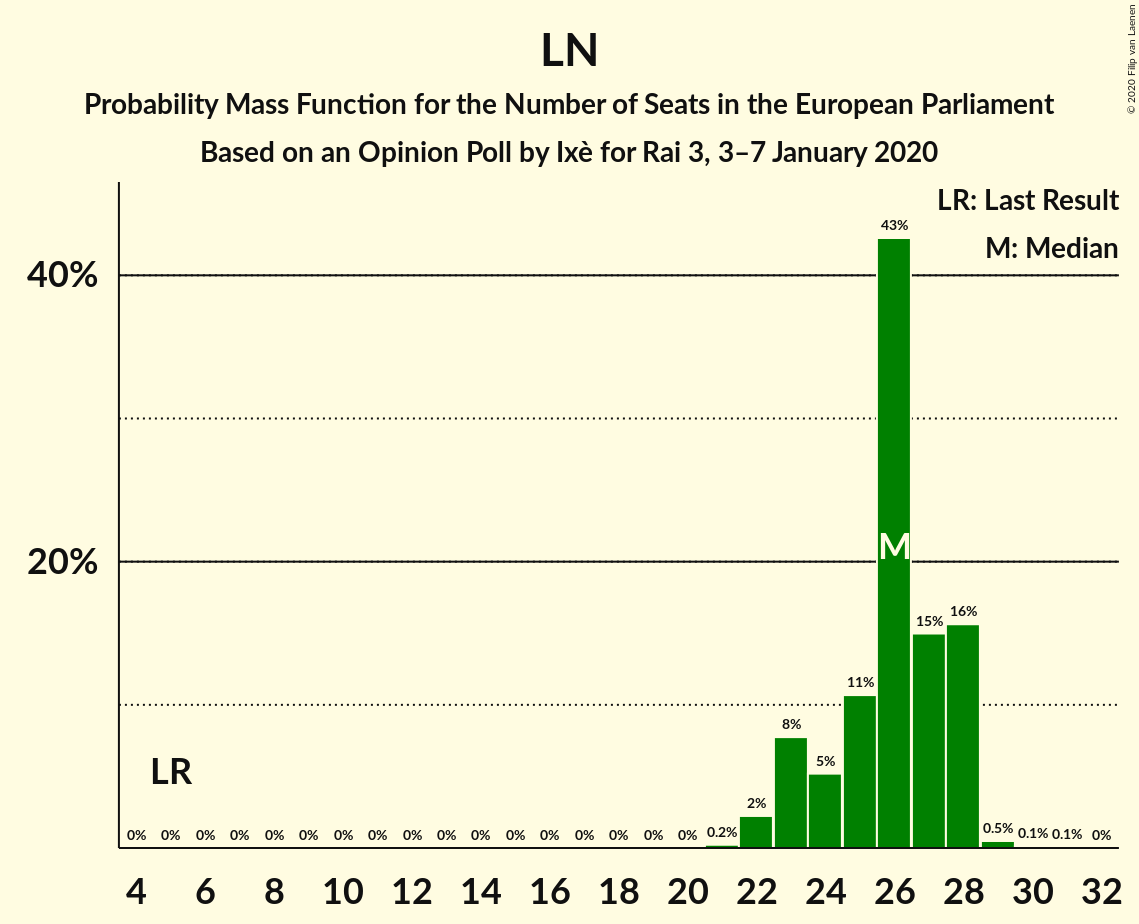 LN
Probability Mass Function for the Number of Seats in the European Parliament
Based on an Opinion Poll by Ixè for Rai 3, 3–7 January 2020
© 2020 Filip van Laenen
LR: Last Result
M: Median
40%
20%
43%
M
16%
15%
11%
8%
5%
2%
LR
0% 0% 0% 0% 0% 0% 0% 0% 0% 0% 0% 0% 0% 0% 0% 0% 0% 0.2% 0.5% 0.1% 0.1% 0%
4 6 8 10 12 14 16 18 20 22 24 26 28 30 32